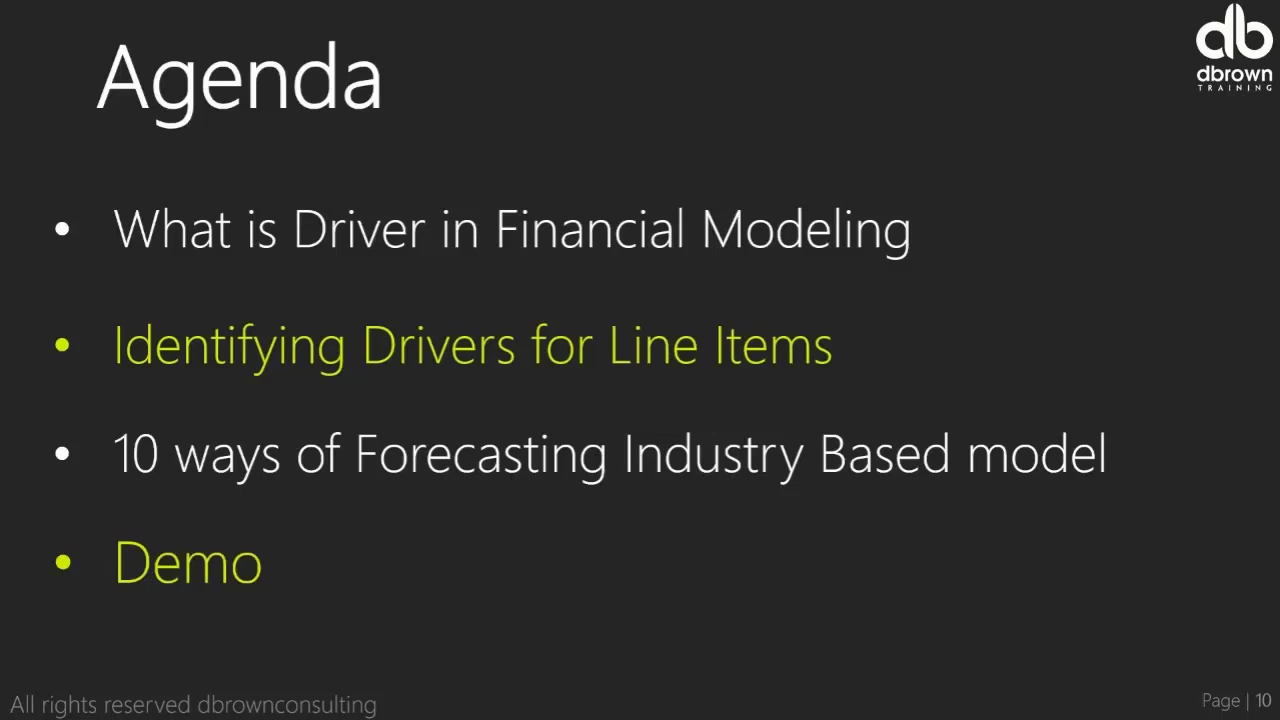 Agenda
db
dbrown
TRAINING
• What is Driver in Financial Modeling
• Identifying Drivers for Line Items
• 10 ways of Forecasting Industry Based model
• Demo
All rights reserved dbrownconsulting
Page | 10